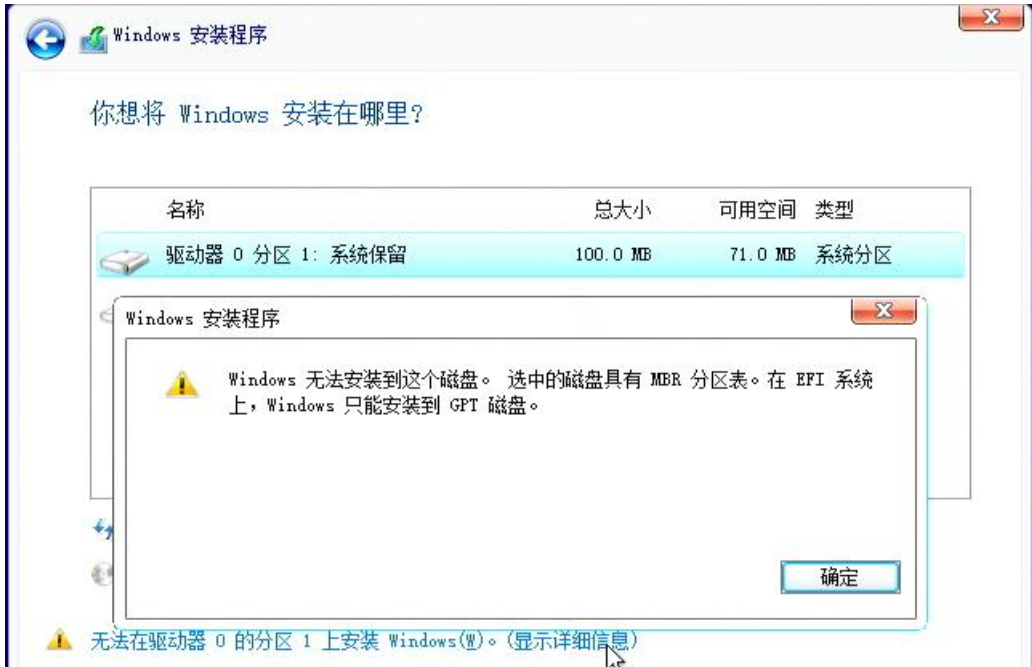 Windows 安装程序
你想将 Windows 安装在哪里?
名称 总大小 可用空间 类型
驱动器 0 分区 1: 系统保留 100.0 MB 71.0 MB 系统分区
Windows 安装程序
Windows 无法安装到这个磁盘。 选中的磁盘具有 MBR 分区表。在 EFI 系统
上，Windows 只能安装到 GPT 磁盘。
确定
无法在驱动器 0 的分区 1 上安装 Windows(W)。(显示详细信息)